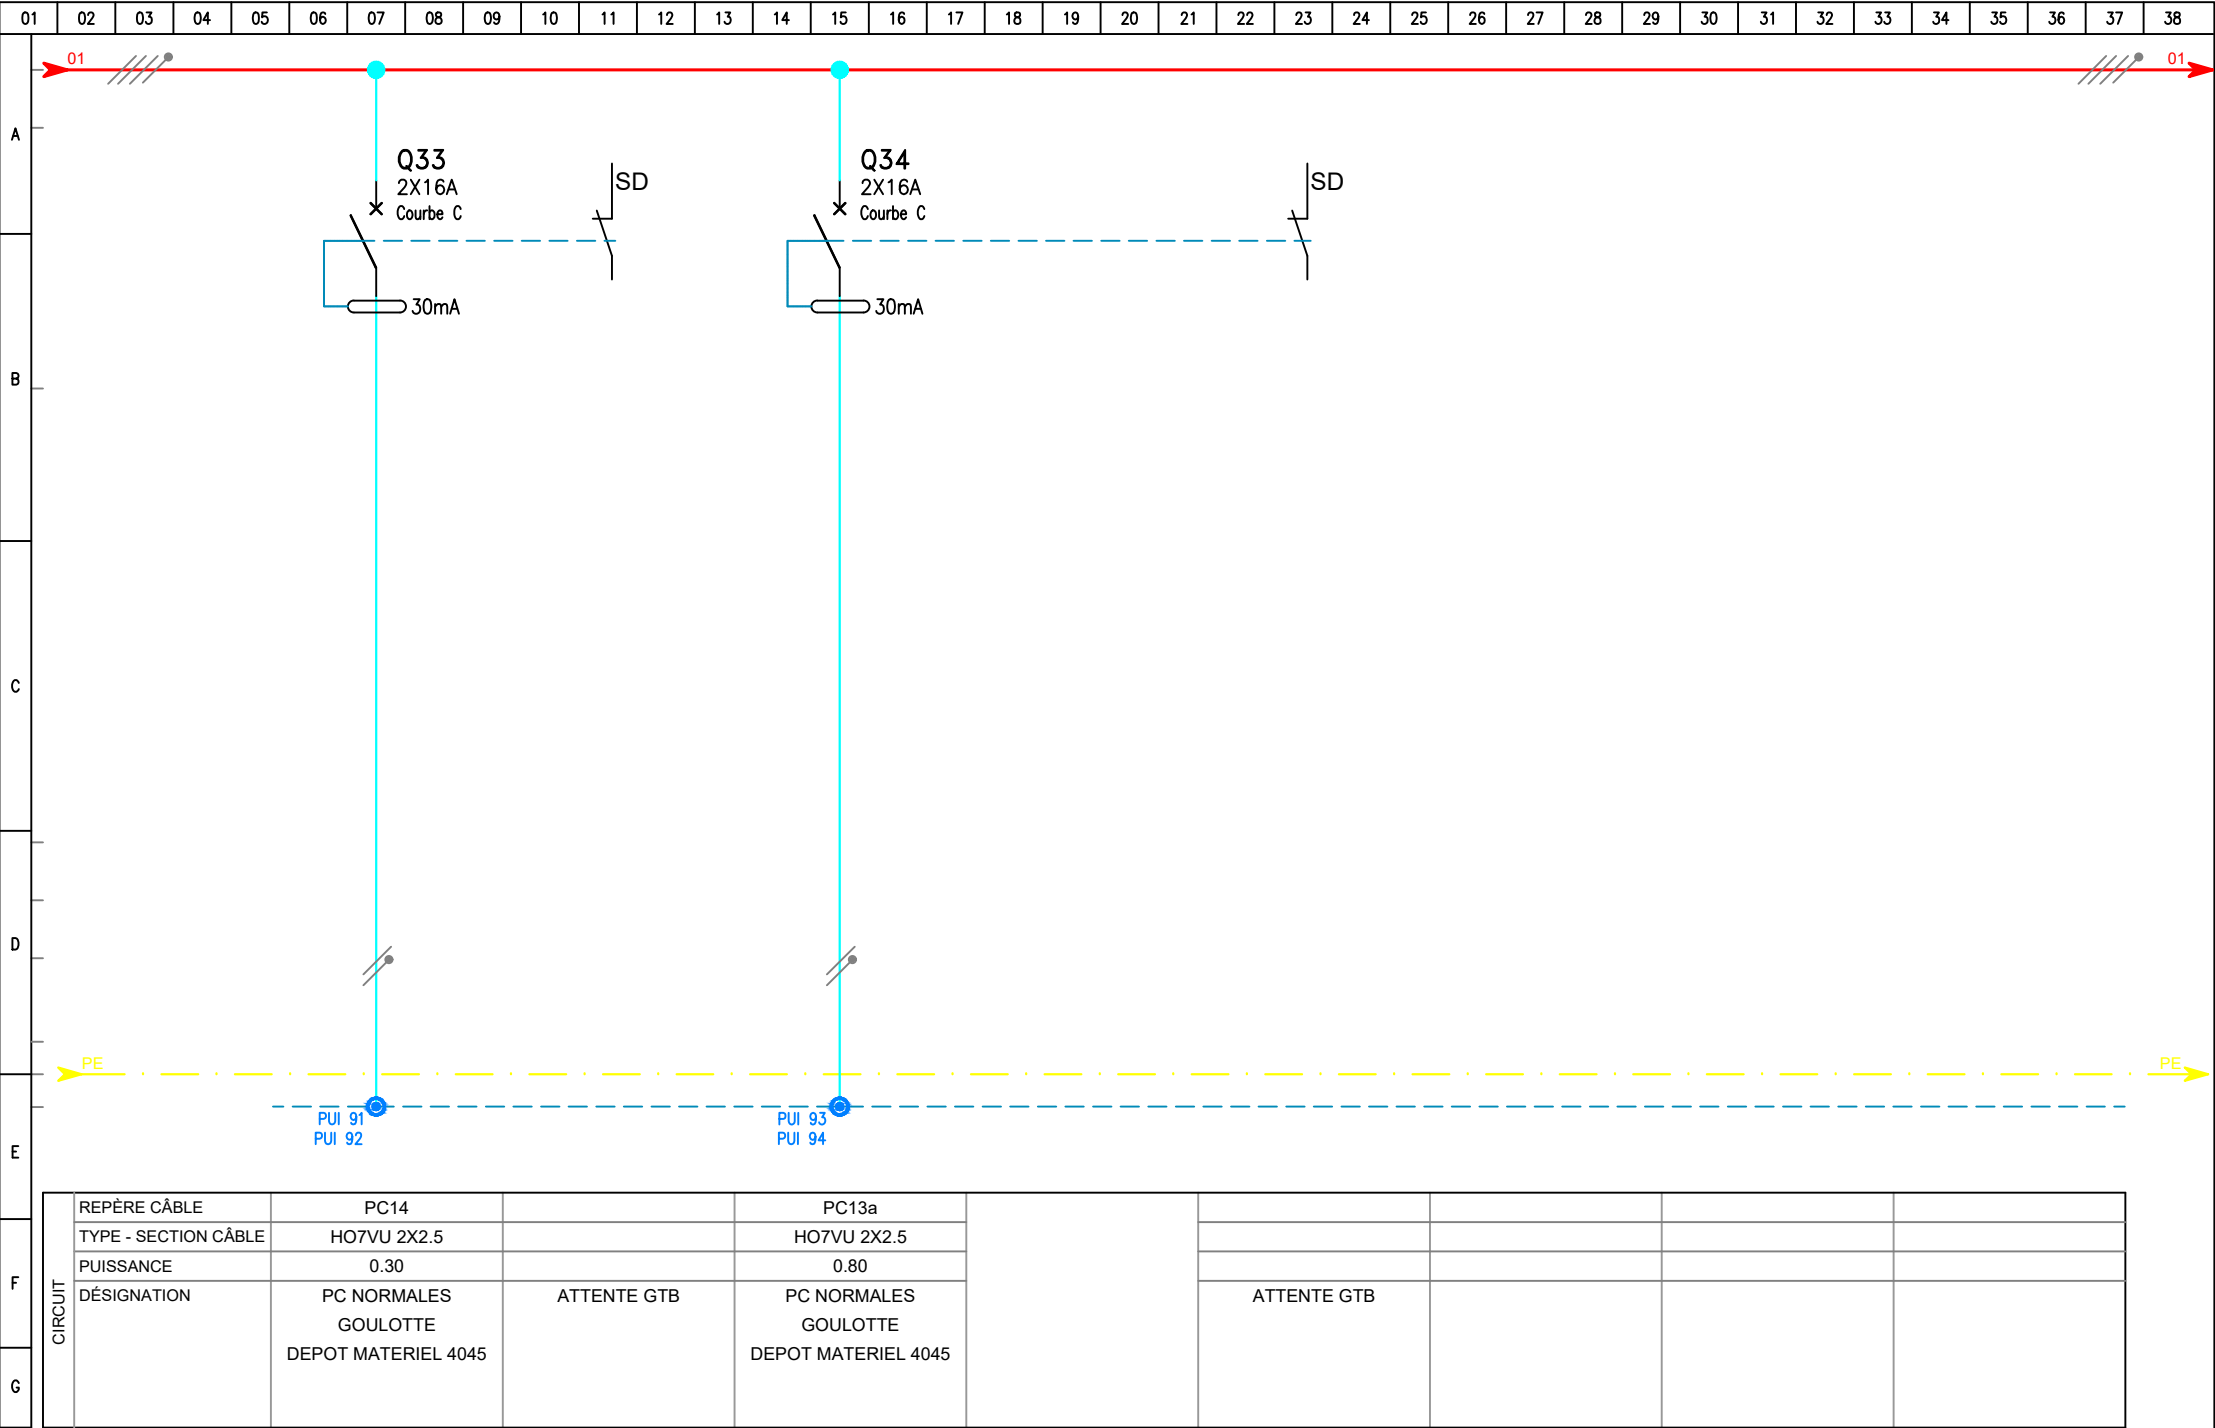 01 02 03 04 05 06 07 08 09 10 11 12 13 14 15 16 17 18 19 20 21 22 23 24 25 26 27 28 29 30 31 32 33 34 35 36 37 38
01 01
A
Q33 Q34
2X16A SD 2X16A SD
Courbe C Courbe C
30mA 30mA
B
C
D
PE PE
PUI 91 PUI 93
PUI 92 PUI 94
E
REPÈRE CÂBLE PC14 PC13a
TYPE - SECTION CÂBLE HO7VU 2X2.5 HO7VU 2X2.5
PUISSANCE 0.30 0.80
F
CIRCUIT
DÉSIGNATION PC NORMALES ATTENTE GTB PC NORMALES ATTENTE GTB
GOULOTTE GOULOTTE
DEPOT MATERIEL 4045 DEPOT MATERIEL 4045
G